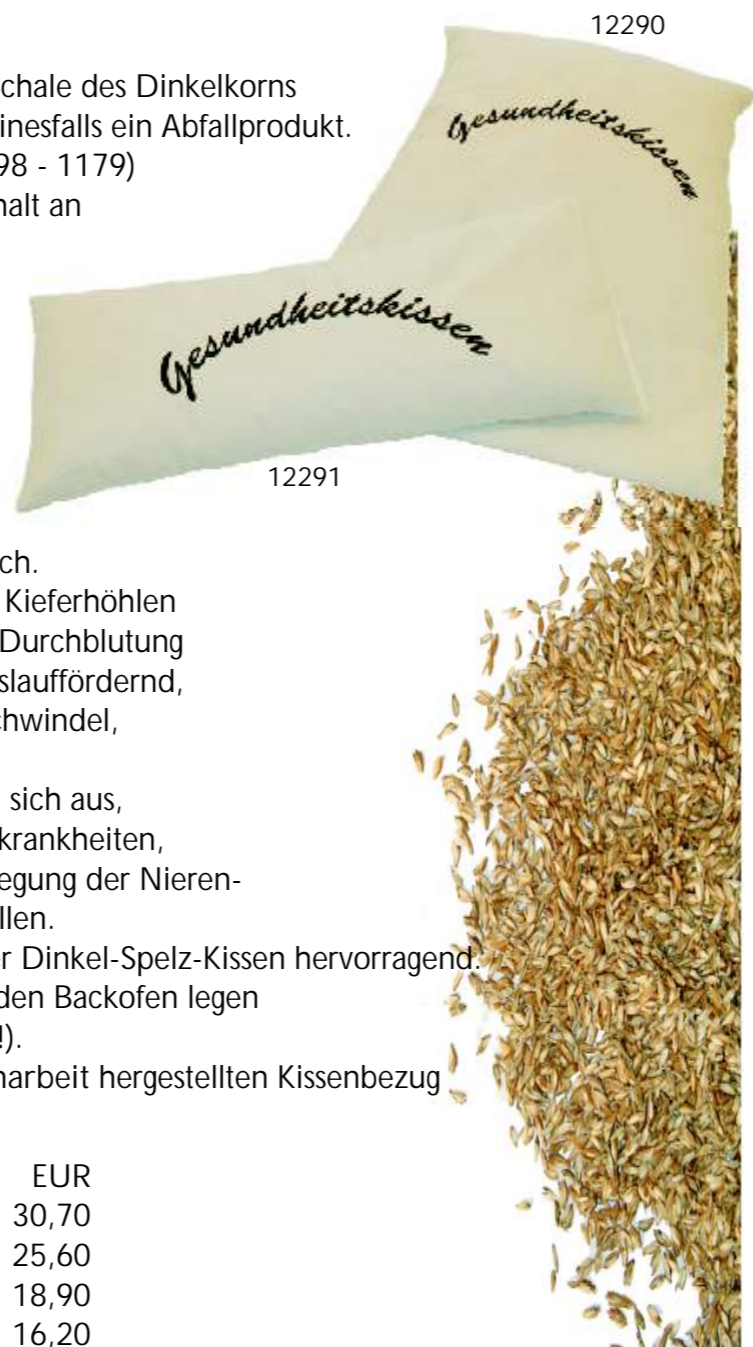 12290
chale des Dinkelkorns
inesfalls ein Abfallprodukt.
98 - 1179)
halt an
Gesundheitskissen
Gesundheitskissen
12291
ch.
Kieferhöhlen
Durchblutung
slauffördernd,
chwindel,
sich aus,
krankheiten,
egung der Nieren-
llen.
er Dinkel-Spelz-Kissen hervorragend.
den Backofen legen
!).
narbeit hergestellten Kissenbezug
EUR
30,70
25,60
18,90
16,20